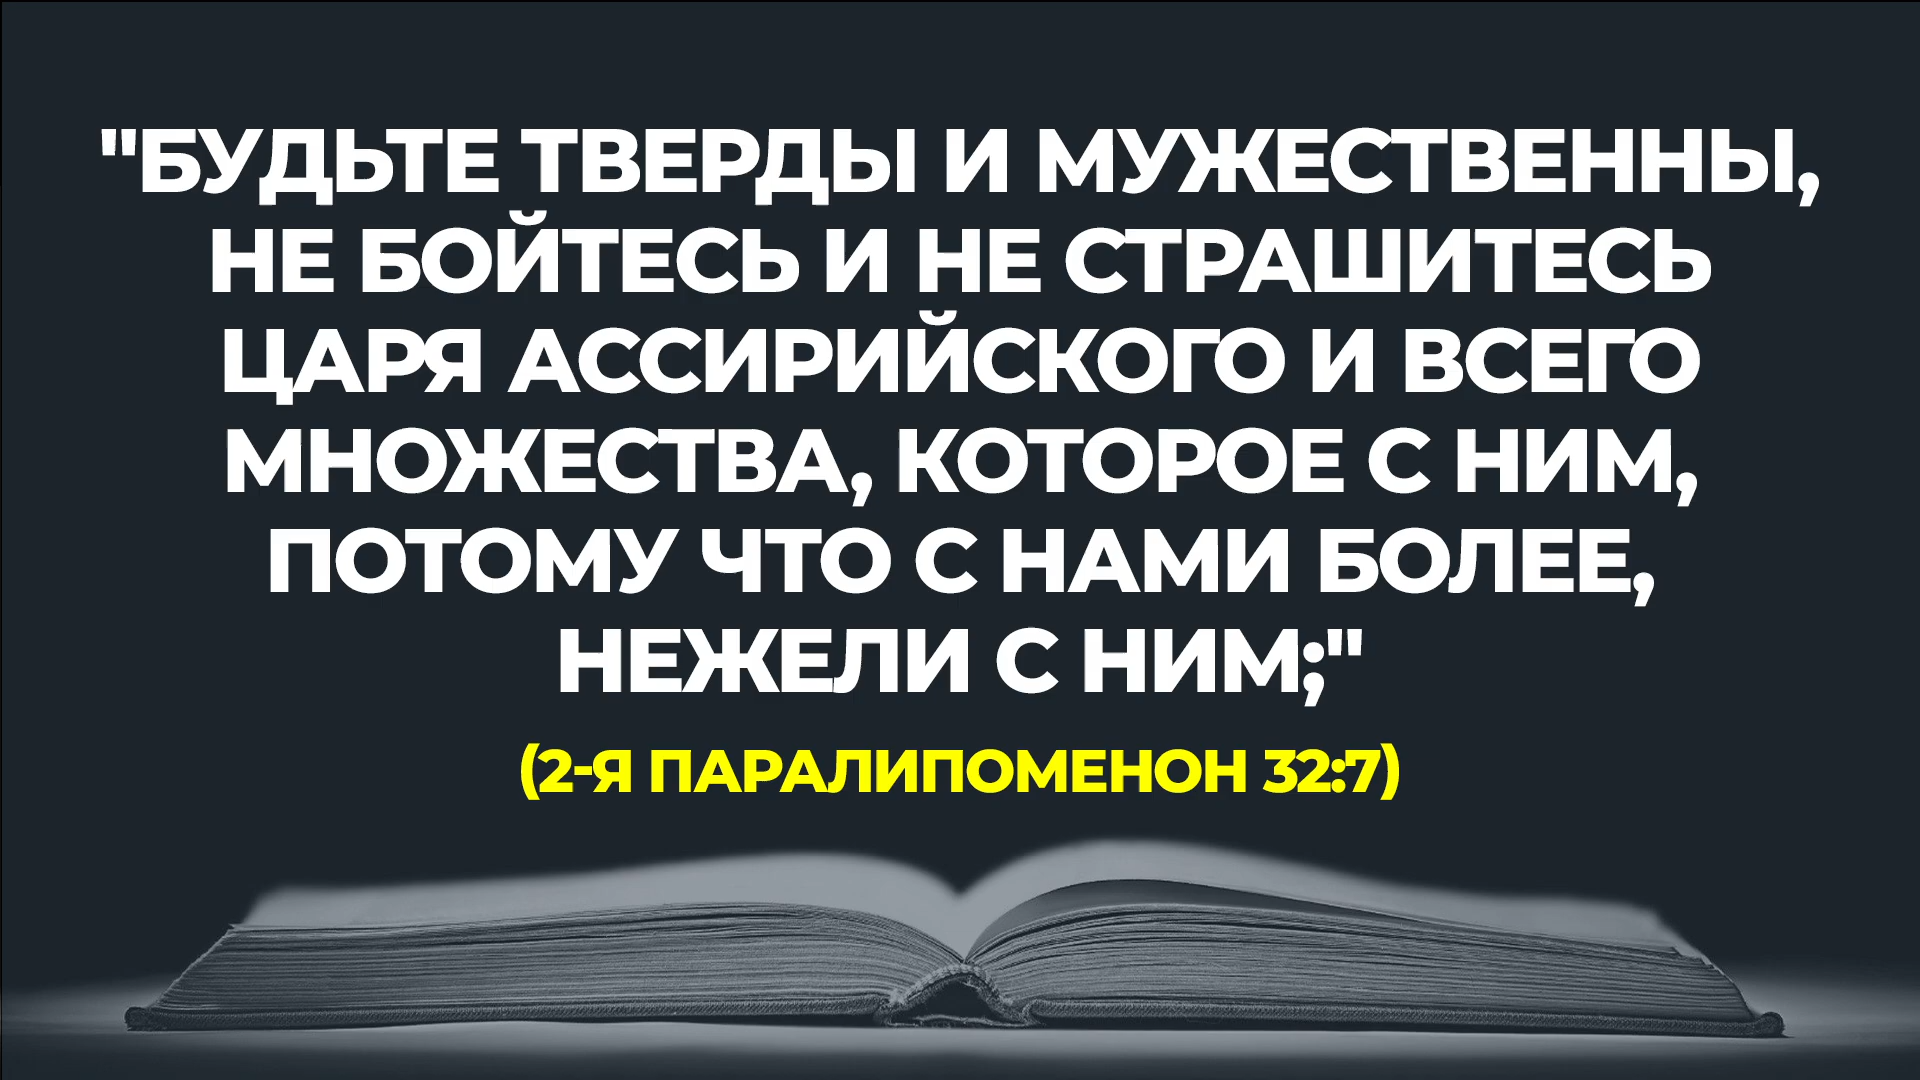 "БУДЬТЕ ТВЕРДЫ И МУЖЕСТВЕННЫ,
НЕ БОЙТЕСЬ И НЕ СТРАШИТЕСЬ
ЦАРЯ АССИРИЙСКОГО И ВСЕГО
МНОЖЕСТВА, КОТОРОЕ С НИМ,
ПОТОМУ ЧТО С НАМИ БОЛЕЕ,
НЕЖЕЛИ С НИМ;"
(2-Я ПАРАЛИПОМЕНОН 32:7)